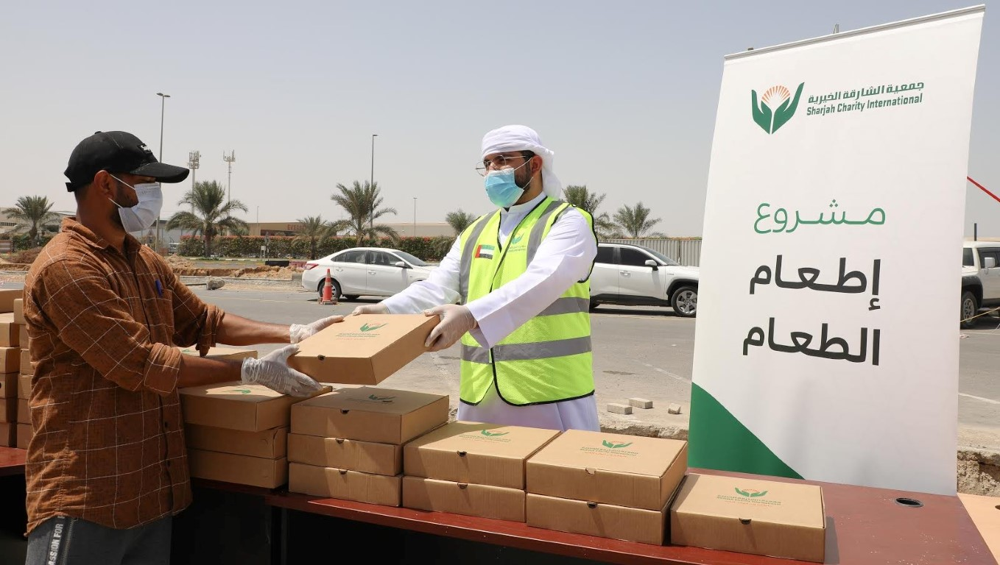 جمعية الشارقة الخيرية
Sharjah Charity International
مشروع
إطعام
الطعام